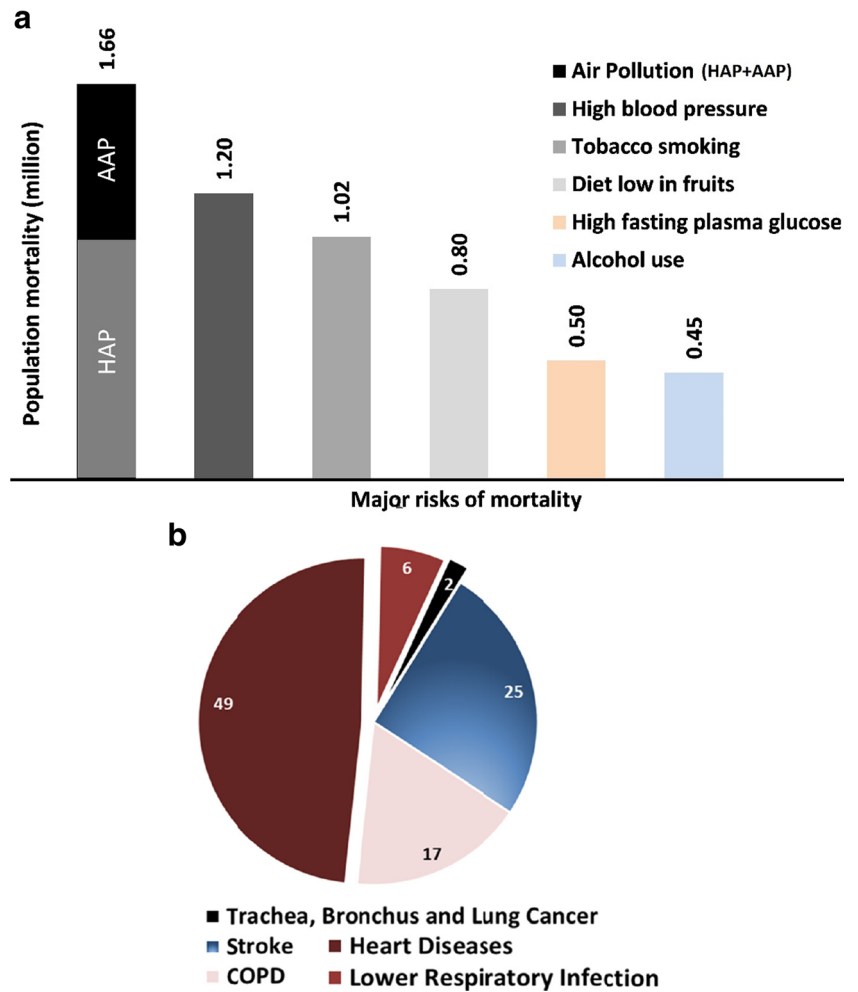 a
Population mortality (million)
1.66
AAP
HAP
1.20
1.02
0.80
0.50
0.45
Air Pollution (HAP+AAP)
High blood pressure
Tobacco smoking
Diet low in fruits
High fasting plasma glucose
Alcohol use
Major risks of mortality
b
6
2
25
49
17
Trachea, Bronchus and Lung Cancer
Stroke Heart Diseases
COPD Lower Respiratory Infection